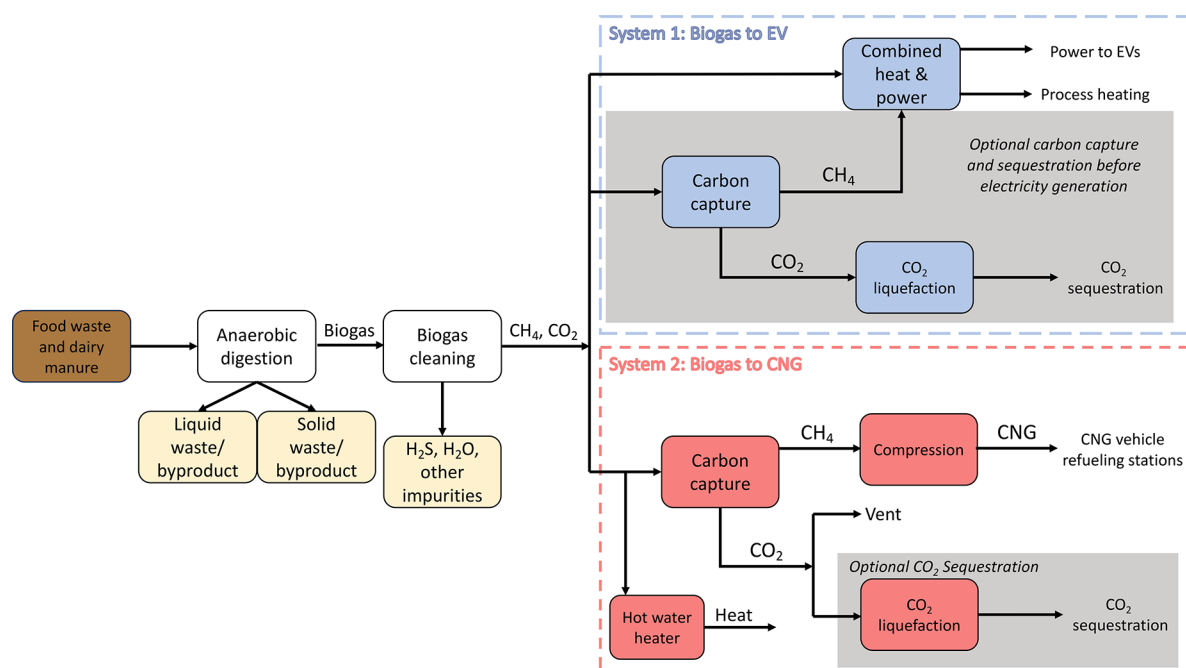 System 1: Biogas to EV
Combined
heat &
power
Power to EVs
Process heating
Optional carbon capture
and sequestration before
electricity generation
Carbon
capture
CH₄
CO₂
CO₂
liquefaction
CO₂
sequestration
Food waste
and dairy
manure
Anaerobic
digestion
Biogas
Biogas
cleaning
CH₄, CO₂
Liquid
waste/
byproduct
Solid
waste/
byproduct
H₂S, H₂O,
other
impurities
System 2: Biogas to CNG
Carbon
capture
CH₄
Compression
CNG
CNG vehicle
refueling stations
CO₂
Vent
Optional CO₂ Sequestration
CO₂
liquefaction
CO₂
sequestration
Hot water
heater
Heat